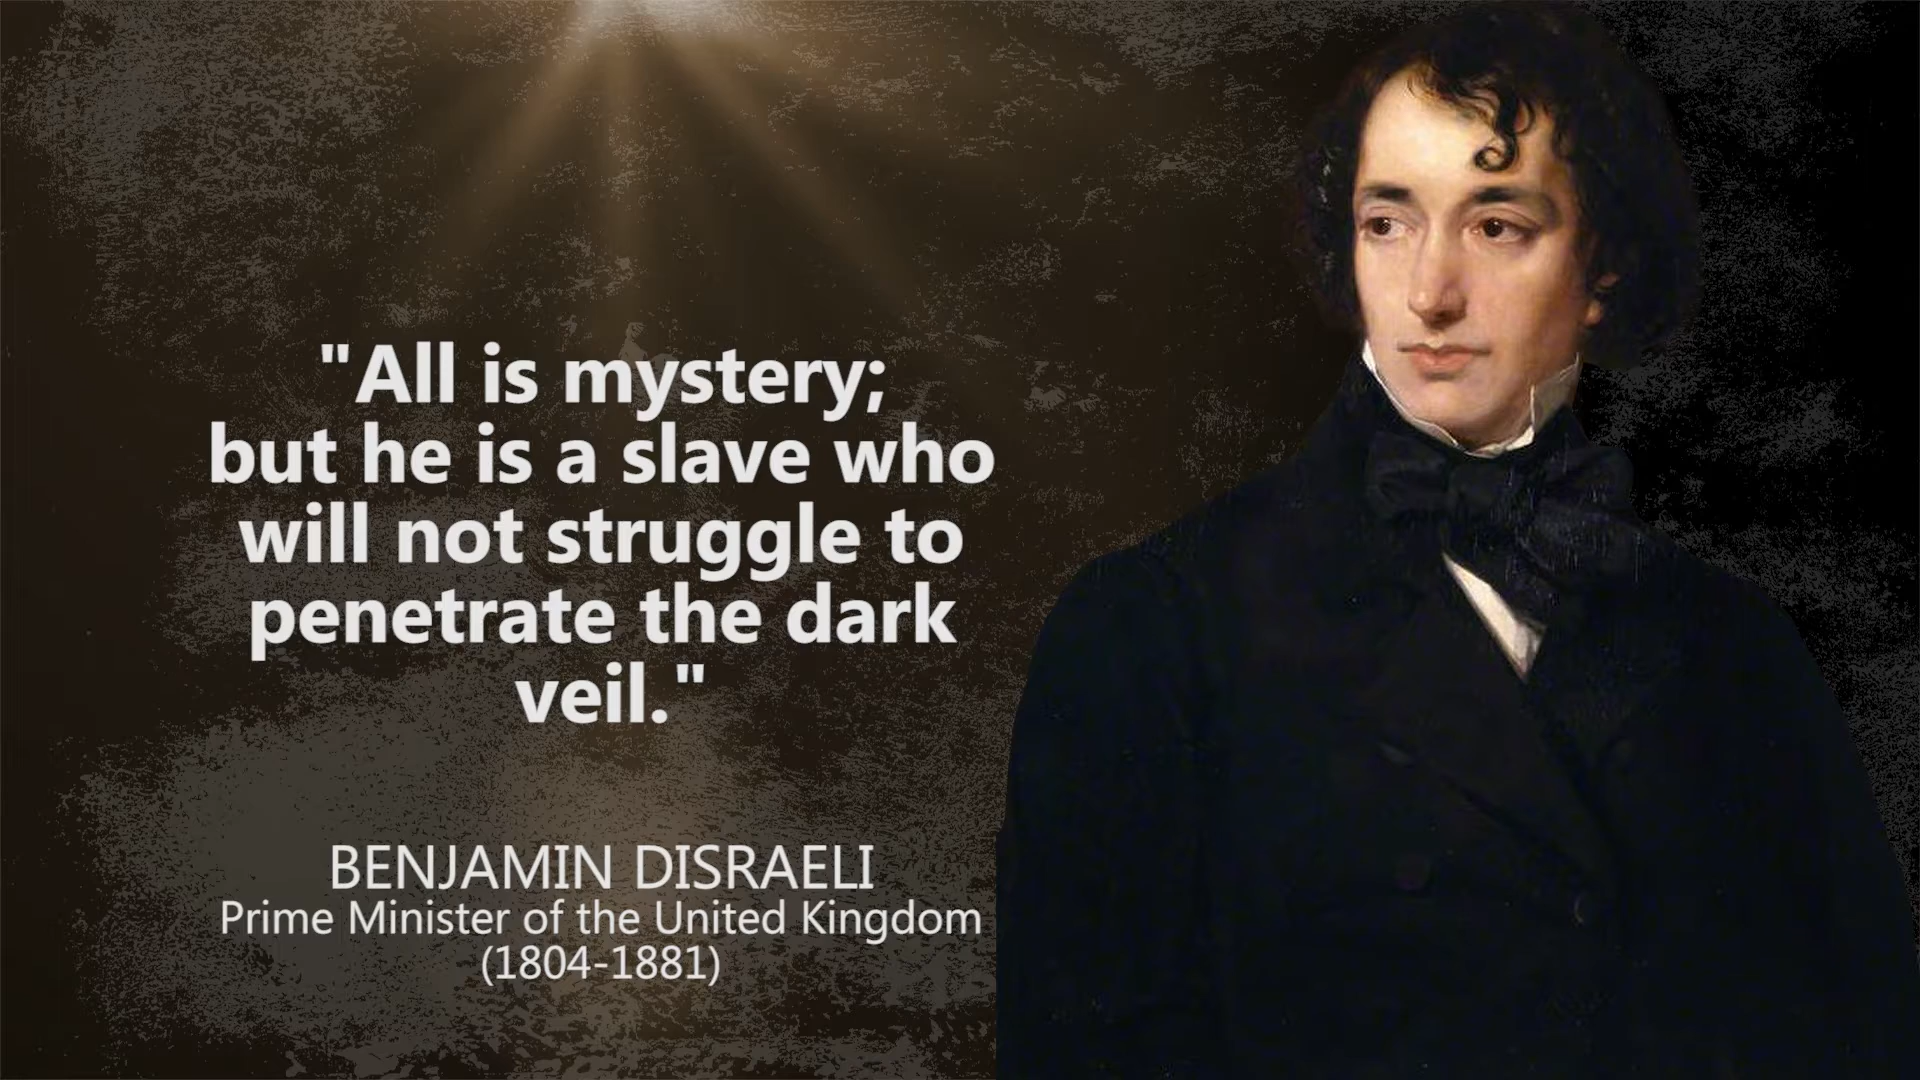 "All is mystery;
but he is a slave who
will not struggle to
penetrate the dark
veil."
BENJAMIN DISRAELI
Prime Minister of the United Kingdom
(1804-1881)